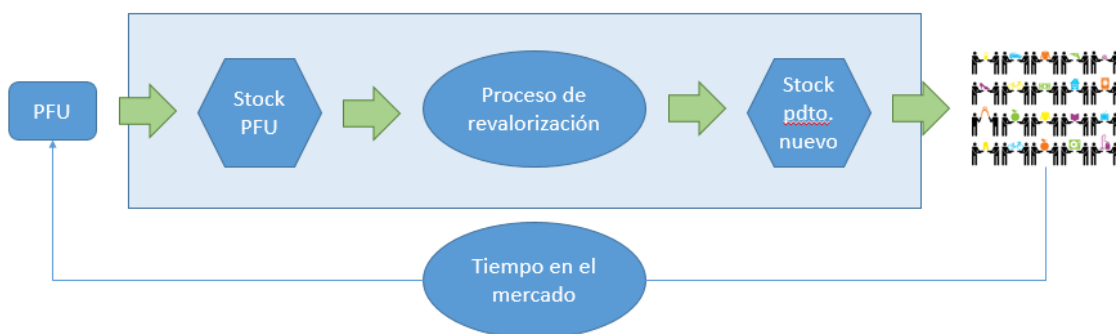 PFU
Stock
PFU
Proceso de
revalorización
Stock
pdto.
nuevo
Tiempo en el
mercado